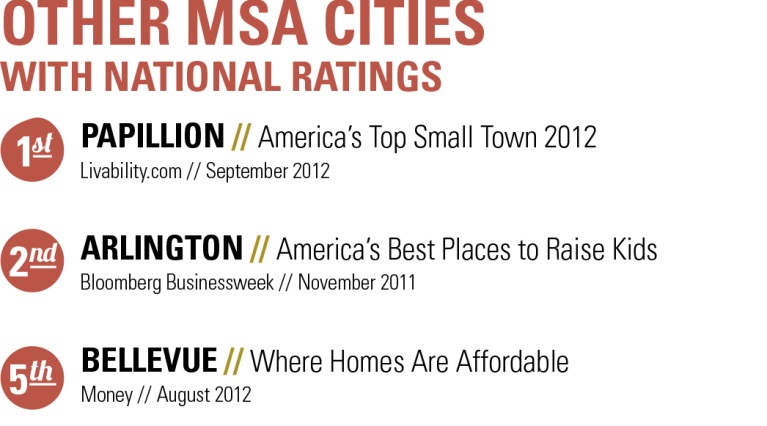 OTHER MSA CITIES
WITH NATIONAL RATINGS
1st
PAPILLION // America's Top Small Town 2012
Livability.com // September 2012
2nd
ARLINGTON // America's Best Places to Raise Kids
Bloomberg Businessweek // November 2011
5th
BELLEVUE // Where Homes Are Affordable
Money // August 2012